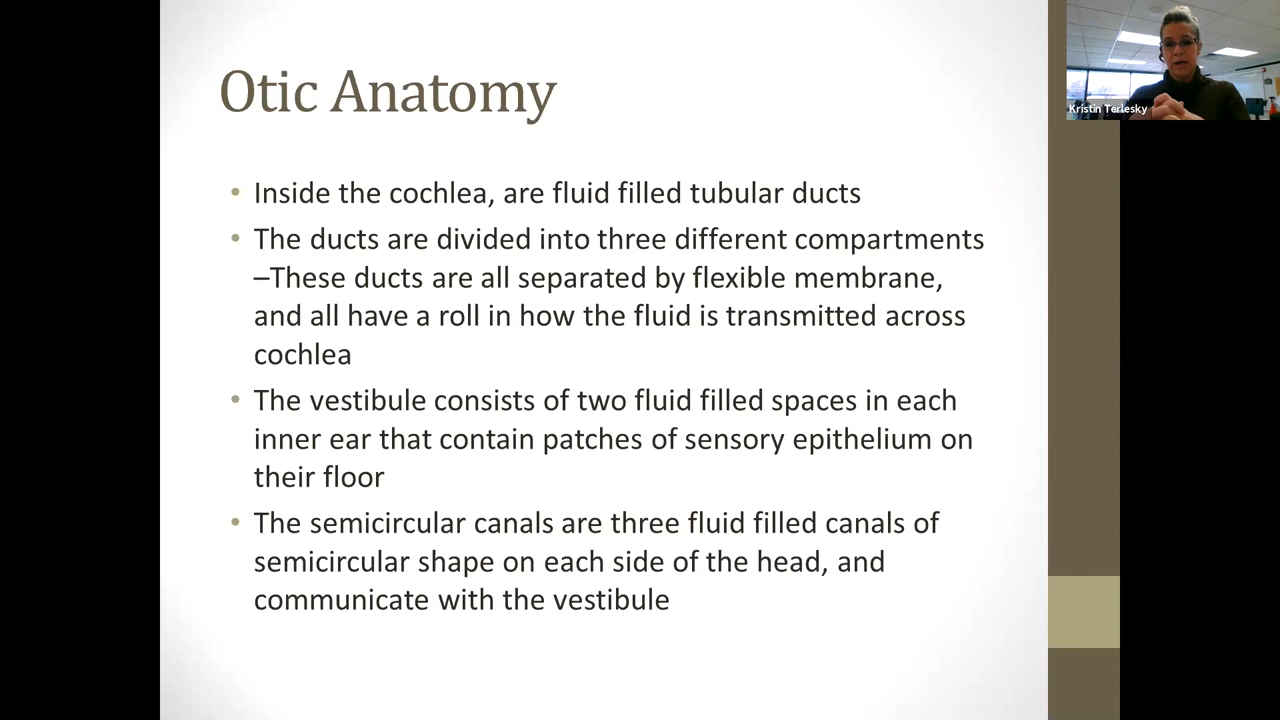 Otic Anatomy
Kristin Terlesky
• Inside the cochlea, are fluid filled tubular ducts
• The ducts are divided into three different compartments
–These ducts are all separated by flexible membrane,
and all have a roll in how the fluid is transmitted across
cochlea
• The vestibule consists of two fluid filled spaces in each
inner ear that contain patches of sensory epithelium on
their floor
• The semicircular canals are three fluid filled canals of
semicircular shape on each side of the head, and
communicate with the vestibule